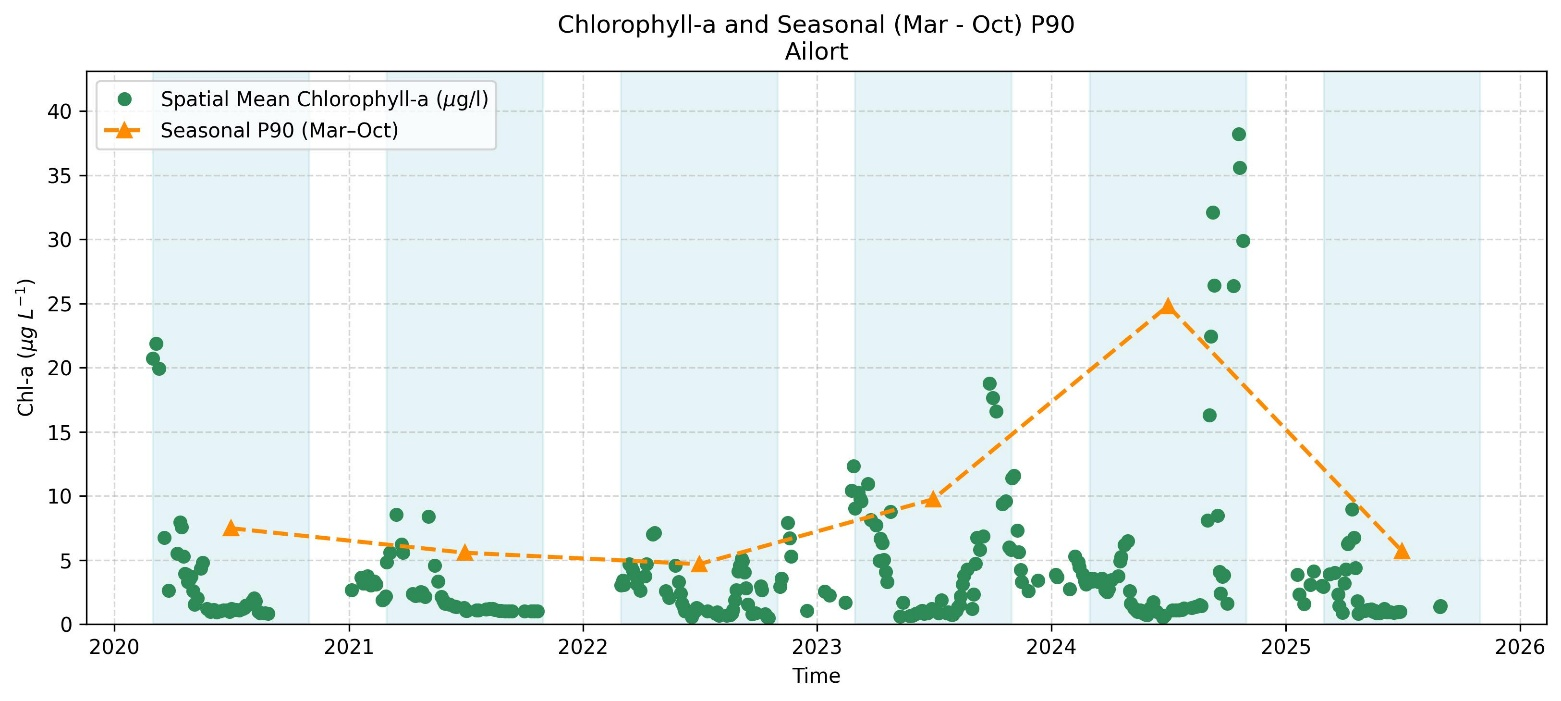 Chlorophyll-a and Seasonal (Mar - Oct) P90
Ailort
Spatial Mean Chlorophyll-a (μg/l)
Seasonal P90 (Mar–Oct)
Chl-a (μg L⁻¹)
40
35
30
25
20
15
10
5
0
2020 2021 2022 2023 2024 2025 2026
Time